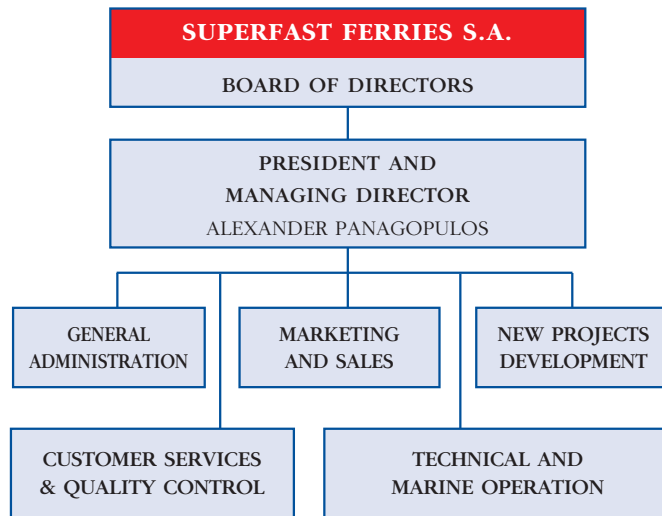 SUPERFAST FERRIES S.A.
BOARD OF DIRECTORS
PRESIDENT AND
MANAGING DIRECTOR
ALEXANDER PANAGOPULOS
GENERAL
ADMINISTRATION
MARKETING
AND SALES
NEW PROJECTS
DEVELOPMENT
CUSTOMER SERVICES
& QUALITY CONTROL
TECHNICAL AND
MARINE OPERATION